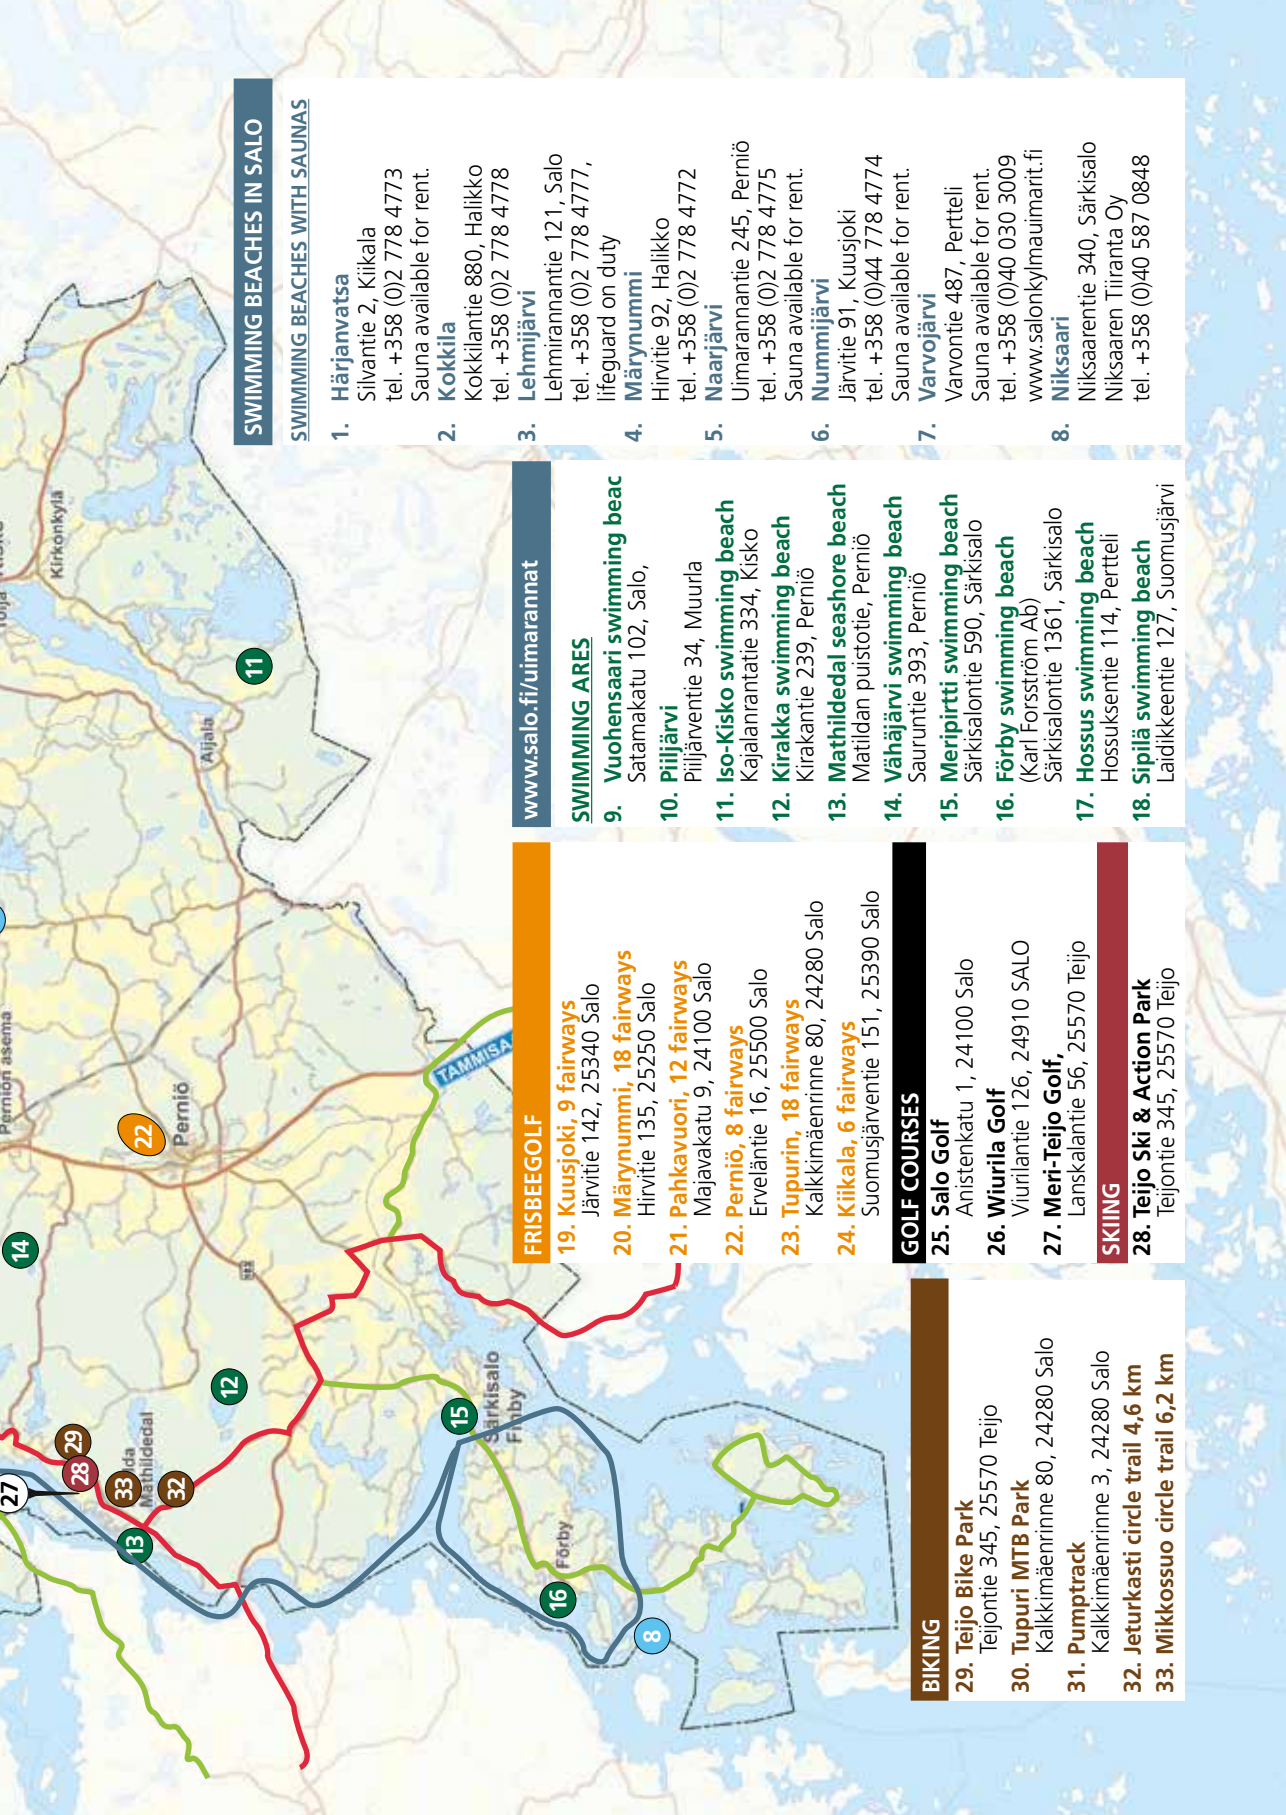 Kirkonkylä
11
Aijala
Perniön asema
22
Perniö
TAMMISA
14
12
27
29
28
33
da
Mathildedal
32
13
15
Särkisalo
Finby
Förby
16
8
BIKING
29. Teijo Bike Park
Teijontie 345, 25570 Teijo
30. Tupuri MTB Park
Kalkkimäenrinne 80, 24280 Salo
31. Pumptrack
Kalkkimäenrinne 3, 24280 Salo
32. Jeturkasti circle trail 4,6 km
33. Mikkossuo circle trail 6,2 km
FRISBEEGOLF
19. Kuusjoki, 9 fairways
Järvitie 142, 25340 Salo
20. Märynummi, 18 fairways
Hirvitie 135, 25250 Salo
21. Pahkavuori, 12 fairways
Majavakatu 9, 24100 Salo
22. Perniö, 8 fairways
Erveläntie 16, 25500 Salo
23. Tupurin, 18 fairways
Kalkkimäenrinne 80, 24280 Salo
24. Kiikala, 6 fairways
Suomusjärventie 151, 25390 Salo
GOLF COURSES
25. Salo Golf
Anistenkatu 1, 24100 Salo
26. Wiurila Golf
Viurilantie 126, 24910 SALO
27. Meri-Teijo Golf,
Lanskalantie 56, 25570 Teijo
SKIING
28. Teijo Ski & Action Park
Teijontie 345, 25570 Teijo
www.salo.fi/uimarannat
SWIMMING ARES
9. Vuohensaari swimming beac
Satamakatu 102, Salo,
10. Piiljärvi
Piiljärventie 34, Muurla
11. Iso-Kisko swimming beach
Kajalanrantatie 334, Kisko
12. Kirakka swimming beach
Kirakantie 239, Perniö
13. Mathildedal seashore beach
Matildan puistotie, Perniö
14. Vähäjärvi swimming beach
Sauruntie 393, Perniö
15. Meripirtti swimming beach
Särkisalontie 590, Särkisalo
16. Förby swimming beach
(Karl Forsström Ab)
Särkisalontie 1361, Särkisalo
17. Hossus swimming beach
Hossuksentie 114, Pertteli
18. Sipilä swimming beach
Laidikkeentie 127, Suomusjärvi
SWIMMING BEACHES IN SALO
SWIMMING BEACHES WITH SAUNAS
1. Härjanvatsa
Silvantie 2, Kiikala
tel. +358 (0)2 778 4773
Sauna available for rent.
2. Kokkila
Kokkilantie 880, Halikko
tel. +358 (0)2 778 4778
3. Lehmijärvi
Lehmirannantie 121, Salo
tel. +358 (0)2 778 4777,
lifeguard on duty
4. Märynummi
Hirvitie 92, Halikko
tel. +358 (0)2 778 4772
5. Naarjärvi
Uimarannantie 245, Perniö
tel. +358 (0)2 778 4775
Sauna available for rent.
6. Nummijärvi
Järvitie 91, Kuusjoki
tel. +358 (0)44 778 4774
Sauna available for rent.
7. Varvojärvi
Varvontie 487, Pertteli
Sauna available for rent.
tel. +358 (0)40 030 3009
www.salonkylmauimarit.fi
8. Niksaari
Niksaarentie 340, Särkisalo
Niksaaren Tiiranta Oy
tel. +358 (0)40 587 0848